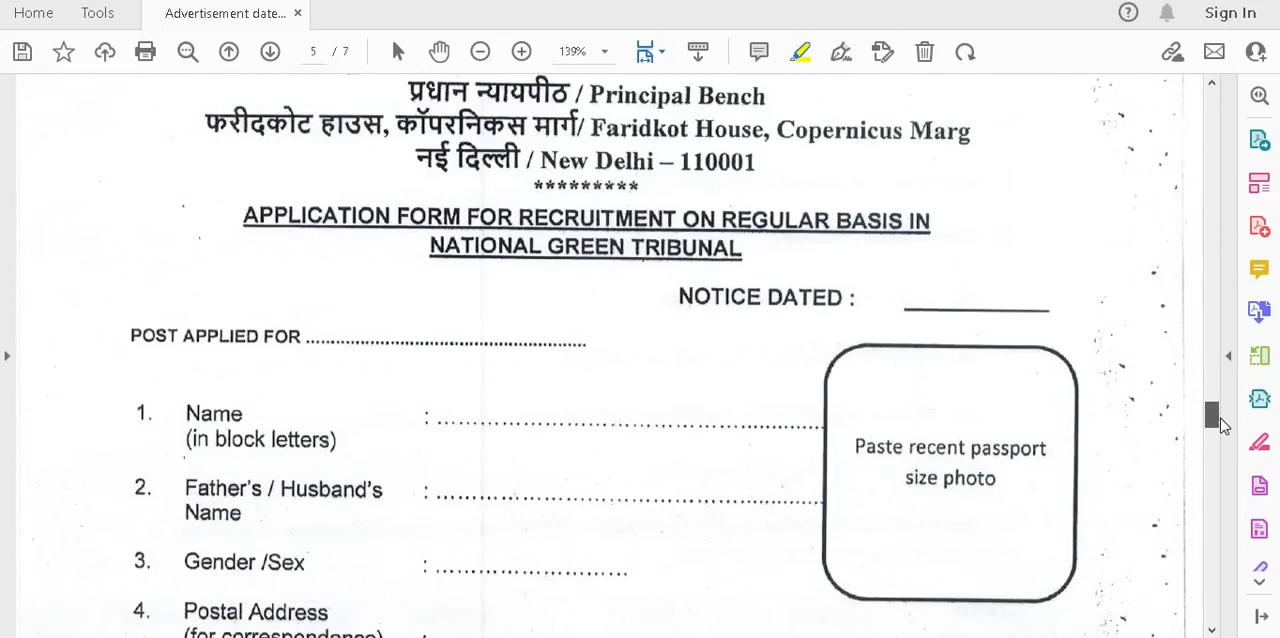 Home Tools Advertisement date... ×
Sign In
5 / 7 139%
प्रधान न्यायपीठ / Principal Bench
फरीदकोट हाउस, कॉपरनिकस मार्ग/ Faridkot House, Copernicus Marg
नई दिल्ली / New Delhi – 110001
*********
APPLICATION FORM FOR RECRUITMENT ON REGULAR BASIS IN
NATIONAL GREEN TRIBUNAL
NOTICE DATED :
POST APPLIED FOR ....................................................
1. Name : ....................................................
(in block letters)
Paste recent passport
size photo
2. Father's / Husband's : ....................................................
Name
3. Gender /Sex : ..............................
4. Postal Address
(for correspondence) :